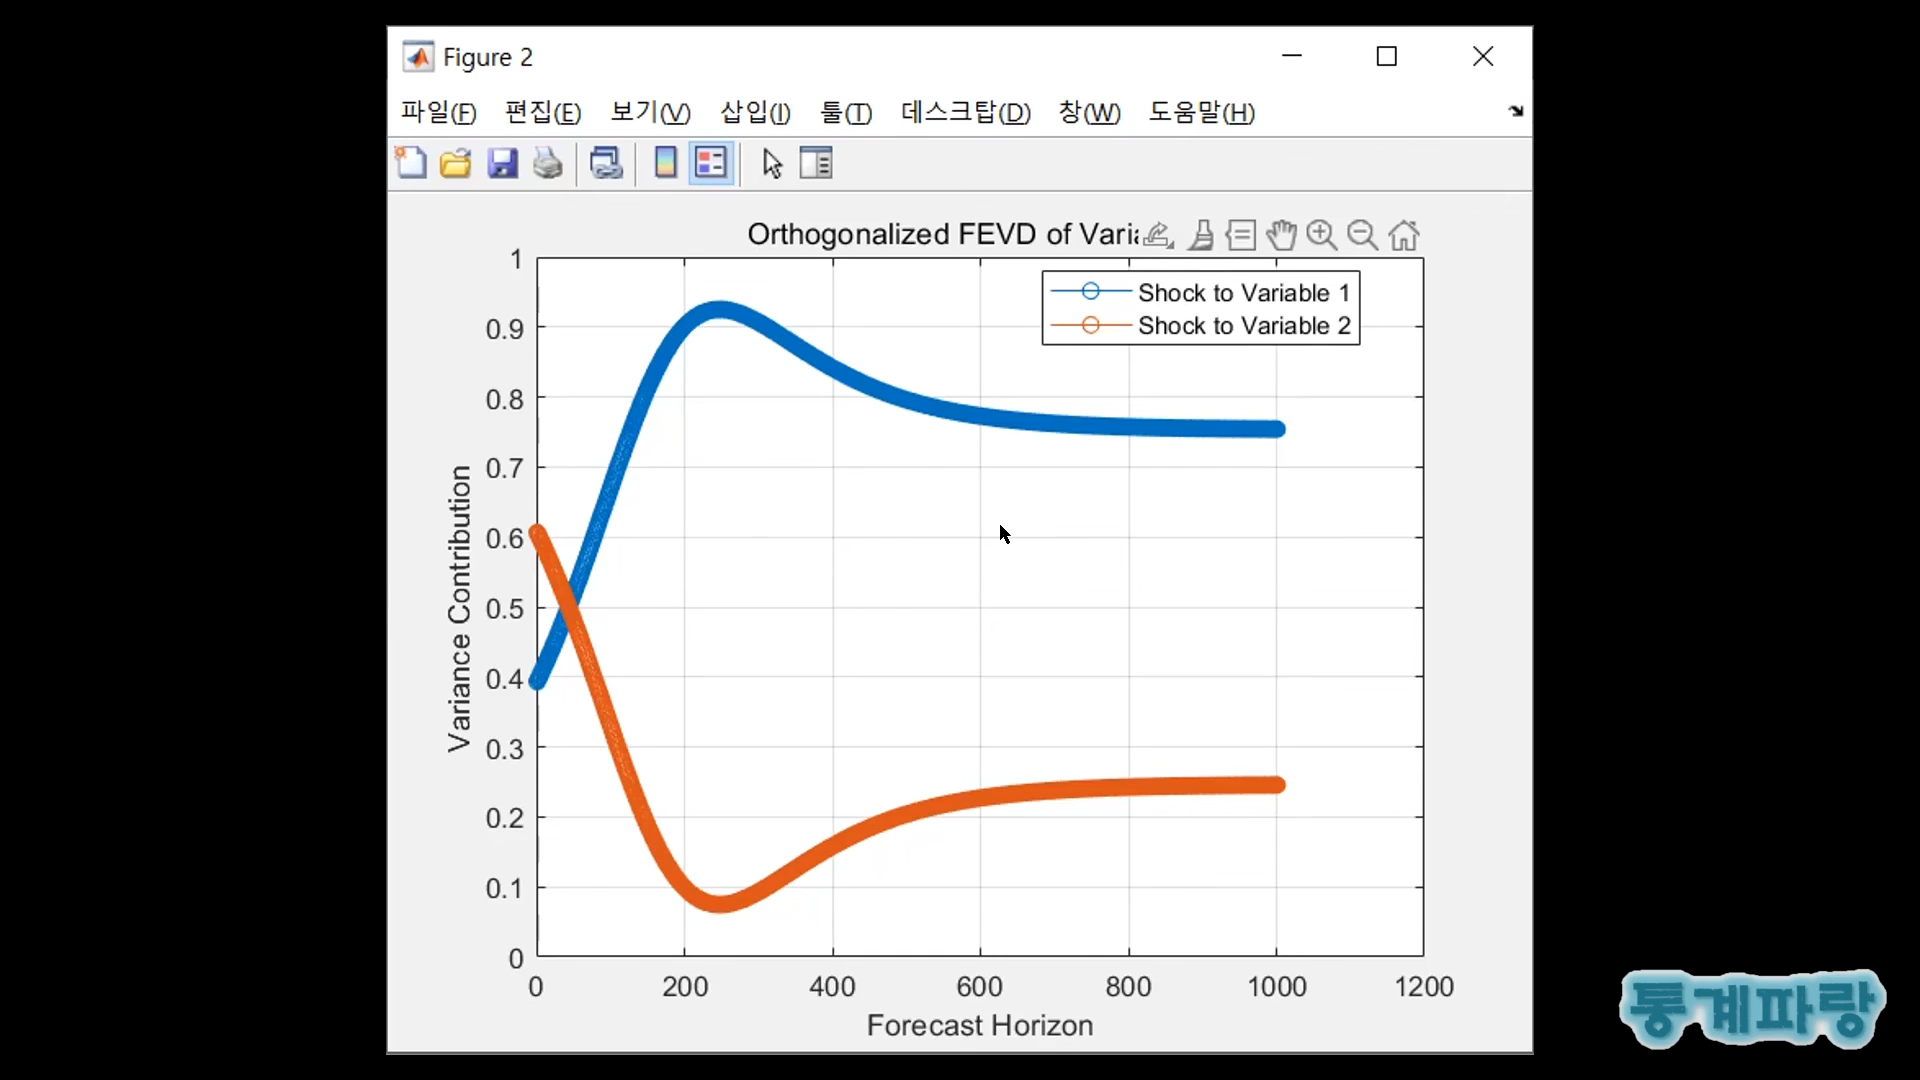 Figure 2
파일(F) 편집(E) 보기(V) 삽입(I) 툴(T) 데스크탑(D) 창(W) 도움말(H)
Orthogonalized FEVD of
Shock to Variable 1
Shock to Variable 2
Variance Contribution
1
0.9
0.8
0.7
0.6
0.5
0.4
0.3
0.2
0.1
0
0 200 400 600 800 1000 1200
Forecast Horizon
통계파랑